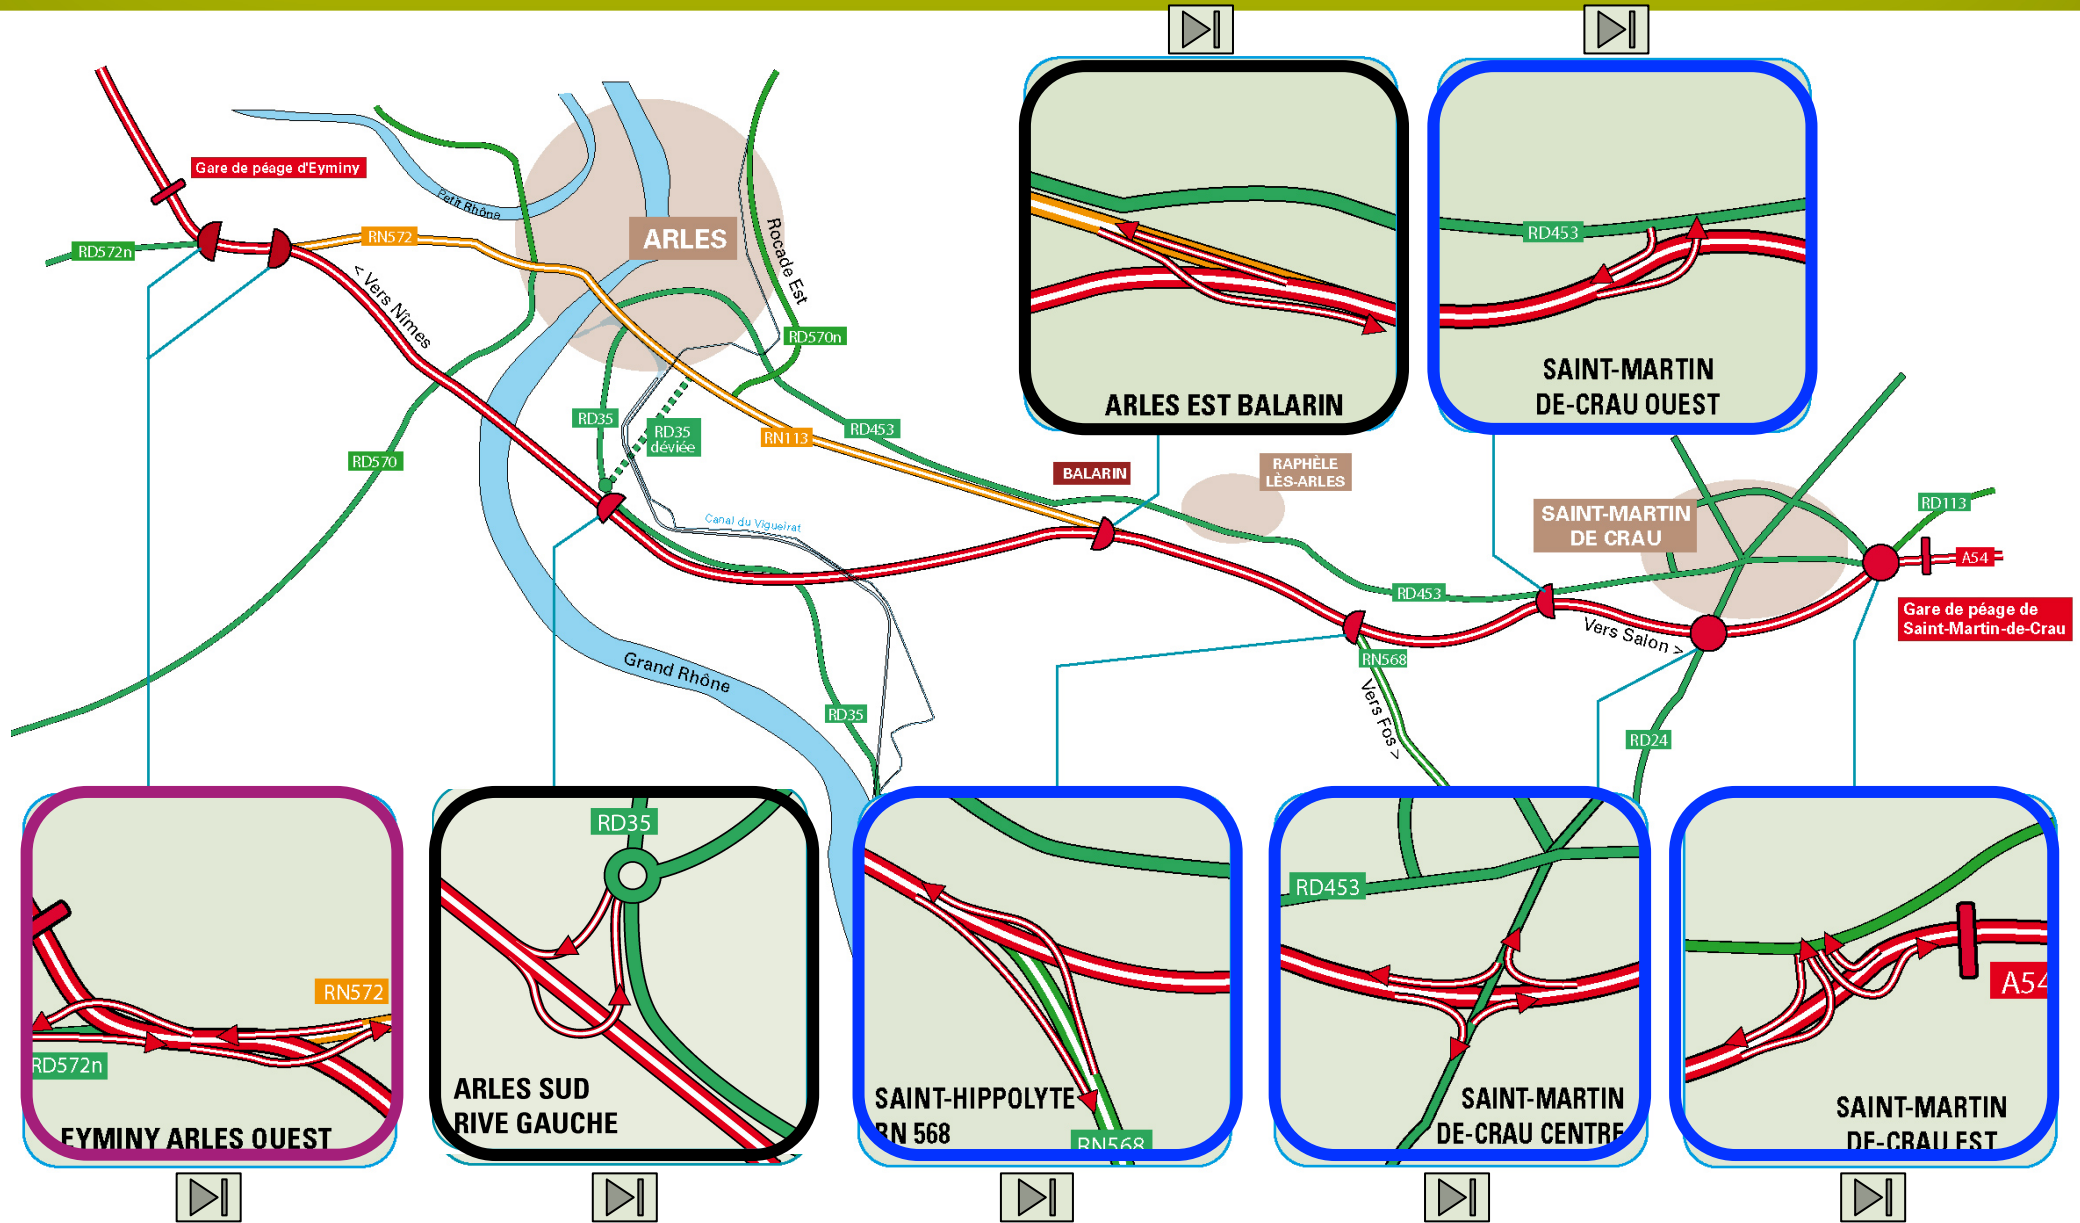 Gare de péage d'Eyminy
Petit Rhône
RD572n
RN572
ARLES
Rocade Est
< Vers Nîmes
RD570n
RD35
RD35
déviée
RN113
RD453
RD570
BALARIN
RAPHÈLE
LÈS-ARLES
Canal du Vigueirat
SAINT-MARTIN
DE CRAU
RD113
A54
Gare de péage de
Saint-Martin-de-Crau
RD453
Vers Salon >
RN568
Vers Fos >
Grand Rhône
RD35
RD24
ARLES EST BALARIN
RD453
SAINT-MARTIN
DE-CRAU OUEST
RN572
RD572n
EYMINY ARLES OUEST
RD35
ARLES SUD
RIVE GAUCHE
SAINT-HIPPOLYTE
RN 568
RN568
RD453
SAINT-MARTIN
DE-CRAU CENTRE
A54
SAINT-MARTIN
DE-CRAU EST